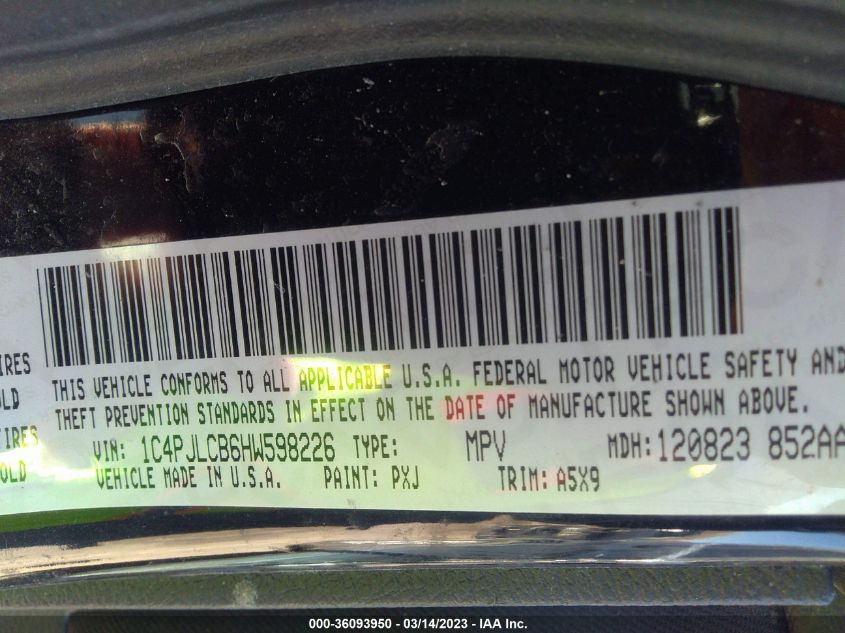 IRES
OLD
TIRES
OLD
THIS VEHICLE CONFORMS TO ALL APPLICABLE U.S.A. FEDERAL MOTOR VEHICLE SAFETY AND
THEFT PREVENTION STANDARDS IN EFFECT ON THE DATE OF MANUFACTURE SHOWN ABOVE.
VIN: 1C4PJLCB6HW598226 TYPE: MPV MDH: 120823 852AA
VEHICLE MADE IN U.S.A. PAINT: PXJ TRIM: A5X9
000-36093950 - 03/14/2023 - IAA Inc.